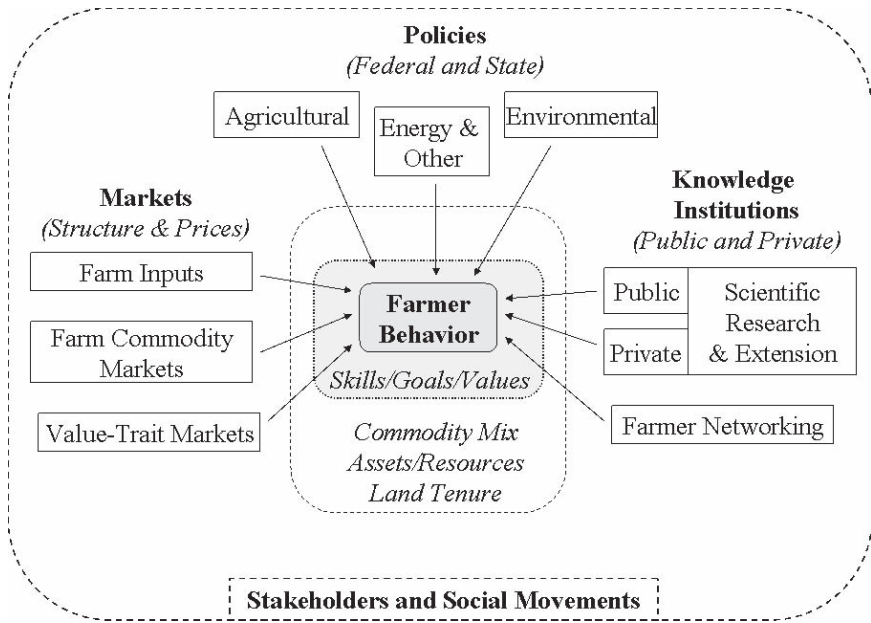 Policies
(Federal and State)
Agricultural
Energy &
Other
Environmental
Markets
(Structure & Prices)
Farm Inputs
Farm Commodity
Markets
Value-Trait Markets
Farmer
Behavior
Skills/Goals/Values
Commodity Mix
Assets/Resources
Land Tenure
Knowledge
Institutions
(Public and Private)
Public
Private
Scientific
Research
& Extension
Farmer Networking
Stakeholders and Social Movements